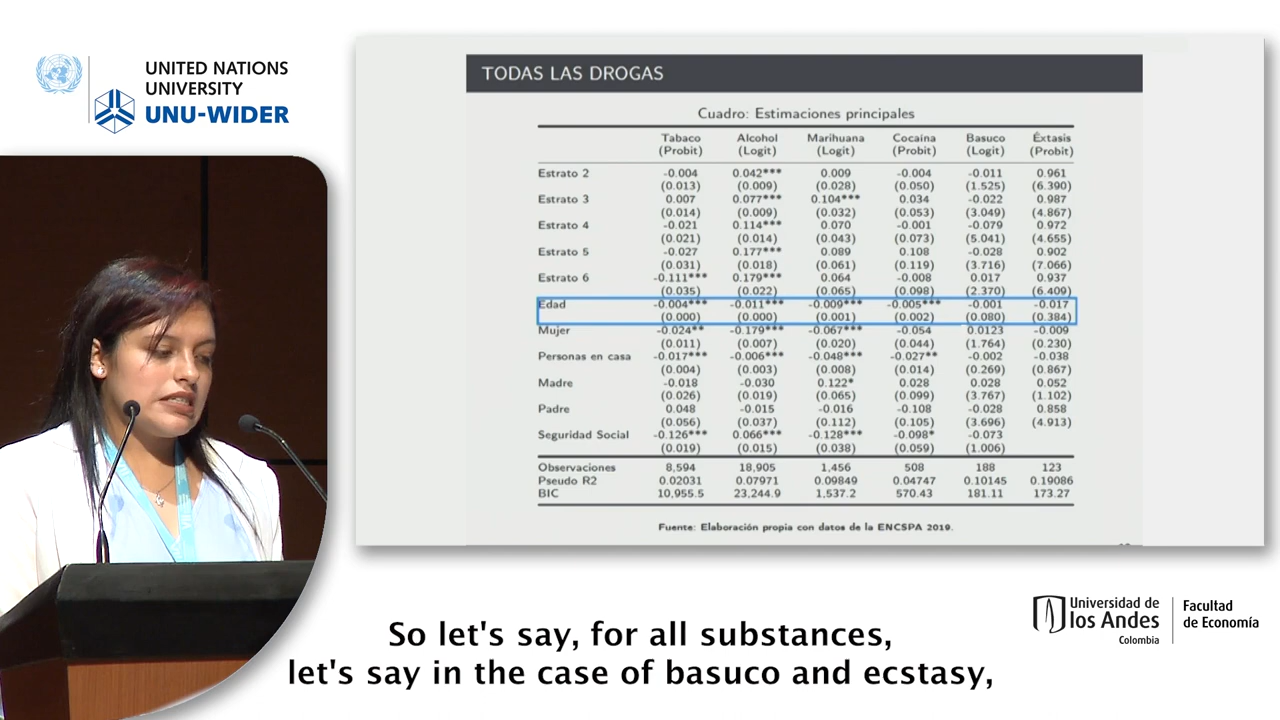 UNITED NATIONS
UNIVERSITY
UNU-WIDER
TODAS LAS DROGAS
Cuadro: Estimaciones principales
Tabaco Alcohol Marihuana Cocaína Basuco Éxtasis
(Probit) (Logit) (Logit) (Probit) (Logit) (Probit)
Estrato 2 -0.004 0.042*** 0.009 -0.004 -0.011 0.961
(0.013) (0.009) (0.028) (0.050) (1.525) (6.390)
Estrato 3 0.007 0.077*** 0.104*** 0.034 -0.022 0.987
(0.014) (0.009) (0.032) (0.053) (3.049) (4.867)
Estrato 4 -0.021 0.114*** 0.070 -0.001 -0.079 0.972
(0.021) (0.014) (0.043) (0.073) (5.041) (4.655)
Estrato 5 -0.027 0.177*** 0.089 0.108 -0.028 0.902
(0.031) (0.018) (0.061) (0.119) (3.716) (7.066)
Estrato 6 -0.111*** 0.179*** 0.064 -0.008 0.017 0.937
(0.035) (0.022) (0.065) (0.098) (2.370) (6.409)
Edad -0.004*** -0.011*** -0.009*** -0.005*** -0.001 -0.017
(0.000) (0.000) (0.001) (0.002) (0.080) (0.384)
Mujer -0.024** -0.179*** -0.067*** -0.054 0.0123 -0.009
(0.011) (0.007) (0.020) (0.044) (1.764) (0.230)
Personas en casa -0.017*** -0.006*** -0.048*** -0.027** -0.002 -0.038
(0.004) (0.003) (0.008) (0.014) (0.269) (0.867)
Madre -0.018 -0.030 0.122* 0.028 0.028 0.052
(0.026) (0.019) (0.065) (0.099) (3.767) (1.102)
Padre 0.048 -0.015 -0.016 -0.108 -0.028 0.858
(0.056) (0.037) (0.112) (0.105) (3.696) (4.913)
Seguridad Social -0.126*** 0.066*** -0.128*** -0.098* -0.073
(0.019) (0.015) (0.038) (0.059) (1.006)
Observaciones 8,594 18,905 1,456 508 188 123
Pseudo R2 0.02031 0.07971 0.09849 0.04747 0.10145 0.19086
BIC 10,955.5 23,244.9 1,537.2 570.43 181.11 173.27
Fuente: Elaboración propia con datos de la ENCSPA 2019.
So let's say, for all substances,
let's say in the case of basuco and ecstasy,
Universidad de
los Andes
Colombia
Facultad
de Economía